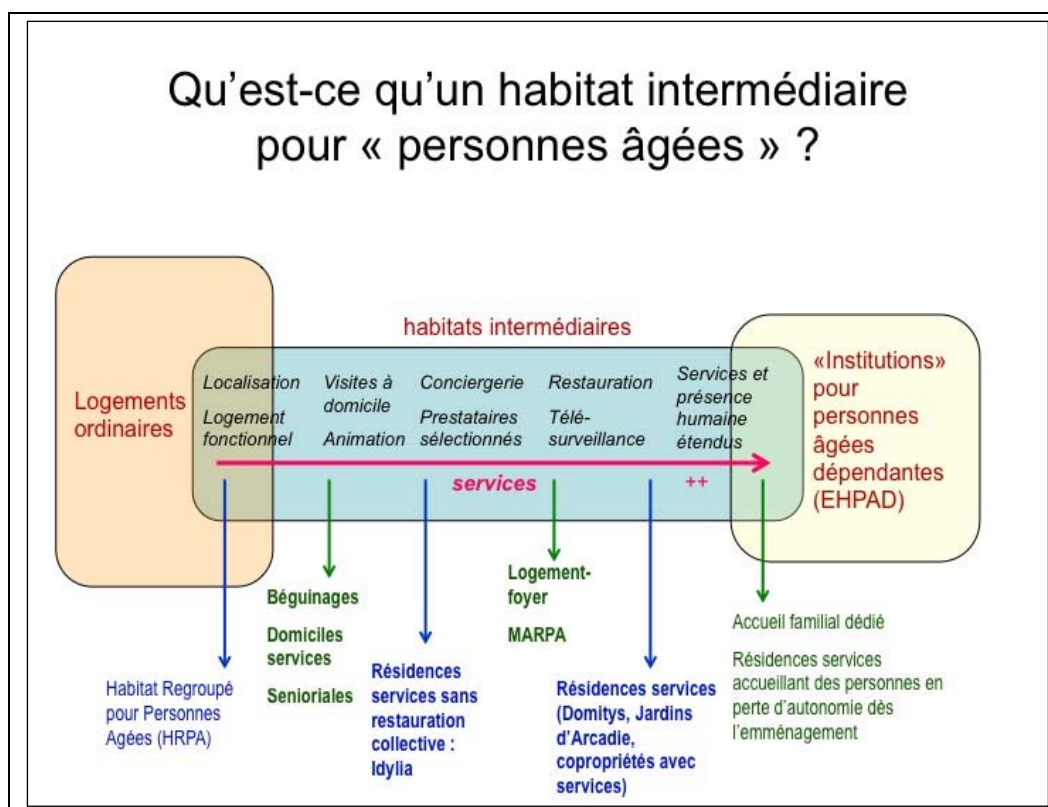 Qu’est-ce qu’un habitat intermédiaire
pour « personnes âgées » ?
habitats intermédiaires
Logements
ordinaires
Localisation
Logement
fonctionnel
Visites à
domicile
Animation
Conciergerie
Prestataires
sélectionnés
Restauration
Télé-
surveillance
Services et
présence
humaine
étendus
services
++
«Institutions»
pour
personnes
âgées
dépendantes
(EHPAD)
Habitat Regroupé
pour Personnes
Agées (HRPA)
Béguinages
Domiciles
services
Senioriales
Résidences
services sans
restauration
collective :
Idylia
Logement-
foyer
MARPA
Résidences services
(Domitys, Jardins
d’Arcadie,
copropriétés avec
services)
Accueil familial dédié
Résidences services
accueillant des personnes en
perte d’autonomie dès
l’emménagement